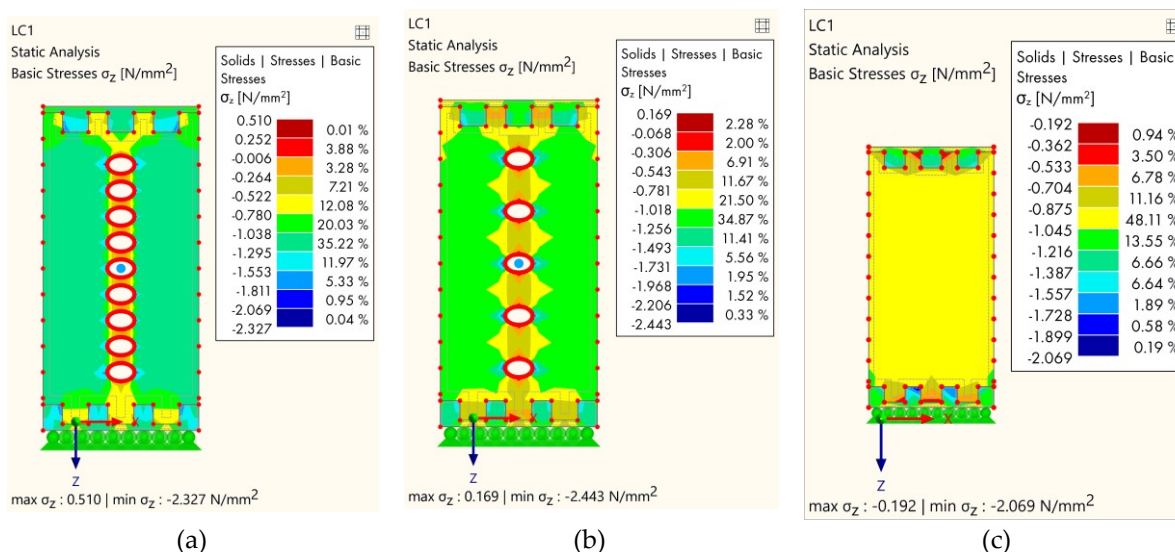 LC1
Static Analysis
Basic Stresses σz [N/mm2]
Solids | Stresses | Basic
Stresses
σz [N/mm2]
0.510
0.01 %
0.252
3.88 %
-0.006
3.28 %
-0.264
7.21 %
-0.522
12.08 %
-0.780
20.03 %
-1.038
35.22 %
-1.295
11.97 %
-1.553
5.33 %
-1.811
0.95 %
-2.069
0.04 %
-2.327
X
Z
max σz : 0.510 | min σz : -2.327 N/mm2
(a)
LC1
Static Analysis
Basic Stresses σz [N/mm2]
Solids | Stresses | Basic
Stresses
σz [N/mm2]
0.169
2.28 %
-0.068
2.00 %
-0.306
6.91 %
-0.543
11.67 %
-0.781
21.50 %
-1.018
34.87 %
-1.256
11.41 %
-1.493
5.56 %
-1.731
1.95 %
-1.968
1.52 %
-2.206
0.33 %
-2.443
X
Z
max σz : 0.169 | min σz : -2.443 N/mm2
(b)
LC1
Static Analysis
Basic Stresses σz [N/mm2]
Solids | Stresses | Basic
Stresses
σz [N/mm2]
-0.192
0.94 %
-0.362
3.50 %
-0.533
6.78 %
-0.704
11.16 %
-0.875
48.11 %
-1.045
13.55 %
-1.216
6.66 %
-1.387
6.64 %
-1.557
1.89 %
-1.728
0.58 %
-1.899
0.19 %
-2.069
X
Z
max σz : -0.192 | min σz : -2.069 N/mm2
(c)